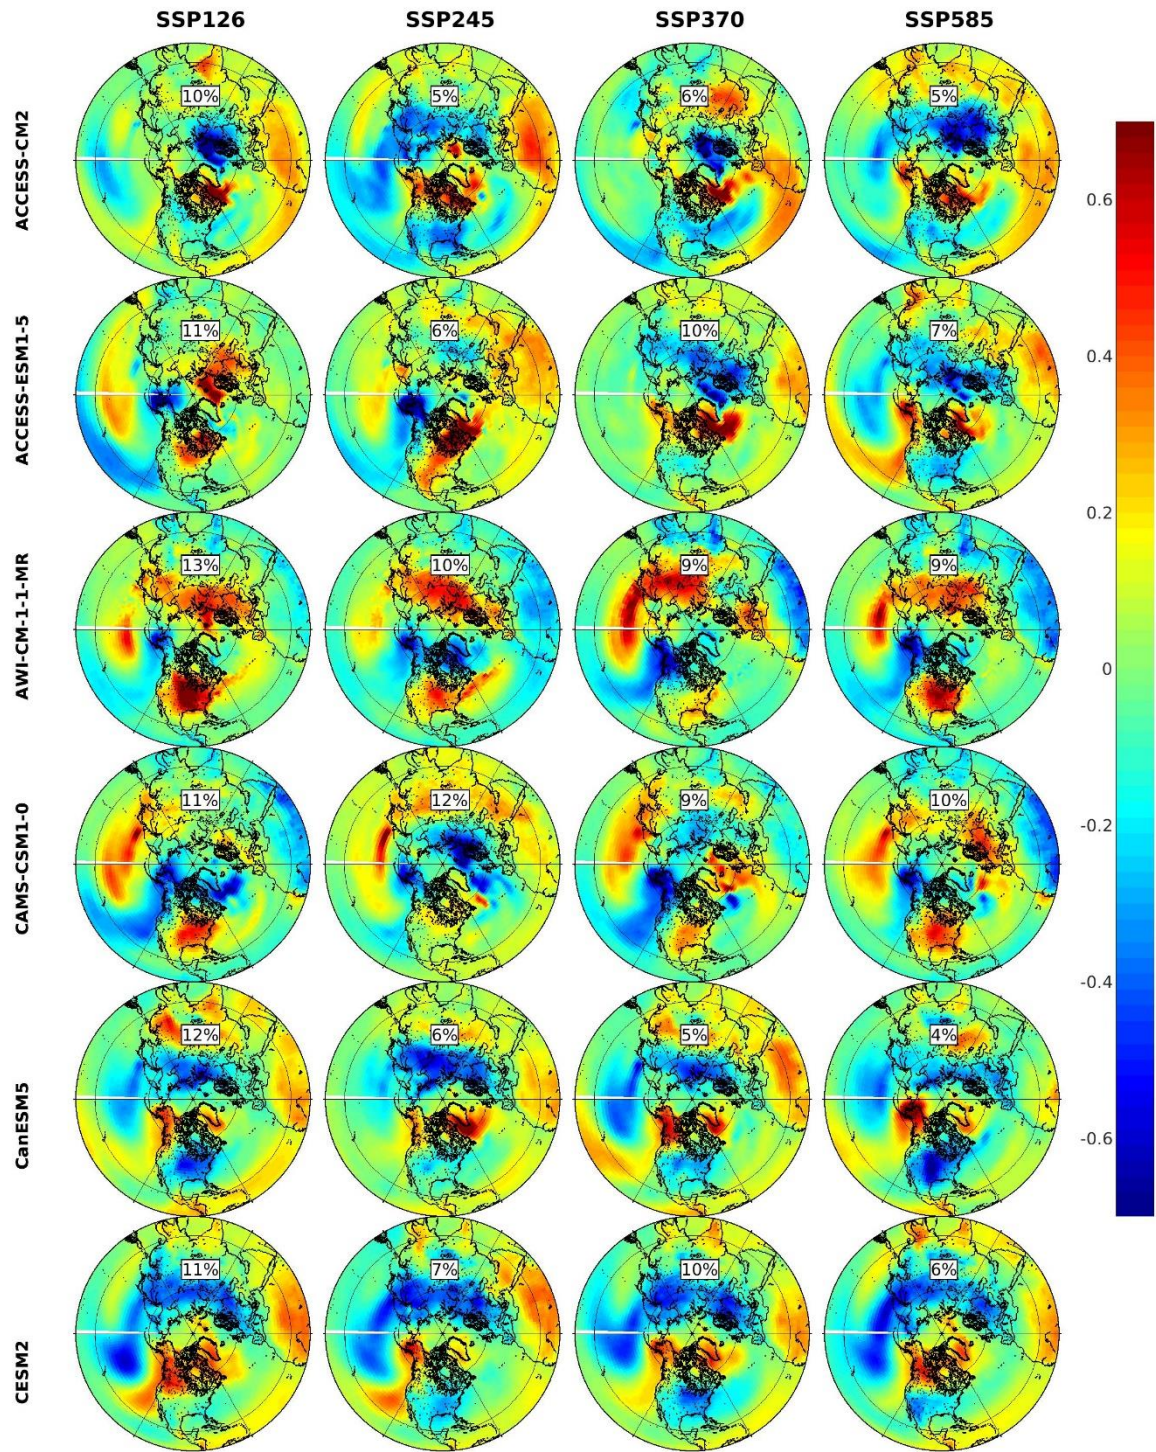 SSP126 SSP245 SSP370 SSP585
ACCESS-CM2 10% 5% 6% 5%
0.6
ACCESS-ESM1-5 11% 6% 10% 7%
0.4
0.2
AWI-CM-1-1-MR 13% 10% 9% 9%
0
CAMS-CSM1-0 11% 12% 9% 10%
-0.2
-0.4
CanESM5 12% 6% 5% 4%
-0.6
CESM2 11% 7% 10% 6%